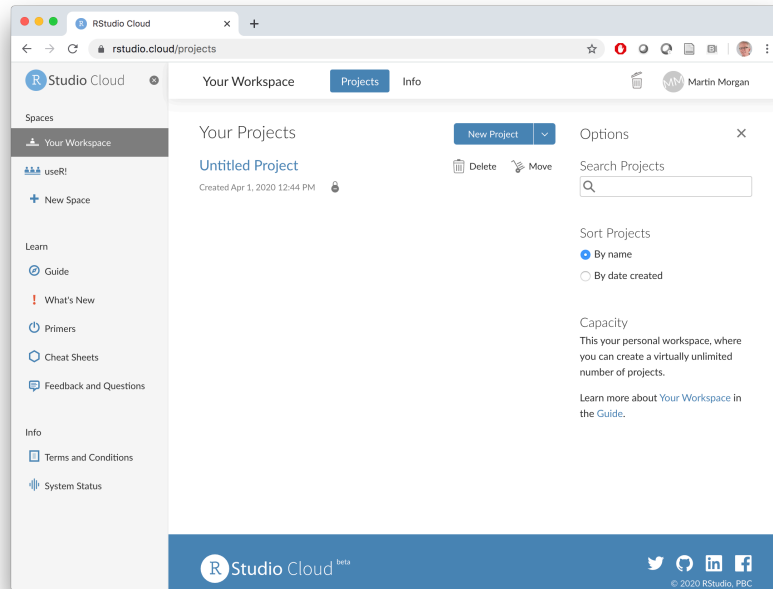 RStudio Cloud
rstudio.cloud/projects
R Studio Cloud
Your Workspace
Projects
Info
MM
Martin Morgan
Spaces
Your Workspace
useR!
New Space
Learn
Guide
What's New
Primers
Cheat Sheets
Feedback and Questions
Info
Terms and Conditions
System Status
Your Projects
New Project
Untitled Project
Delete
Move
Created Apr 1, 2020 12:44 PM
Options
Search Projects
Sort Projects
By name
By date created
Capacity
This your personal workspace, where
you can create a virtually unlimited
number of projects.
Learn more about Your Workspace in
the Guide.
R Studio Cloud beta
© 2020 RStudio, PBC